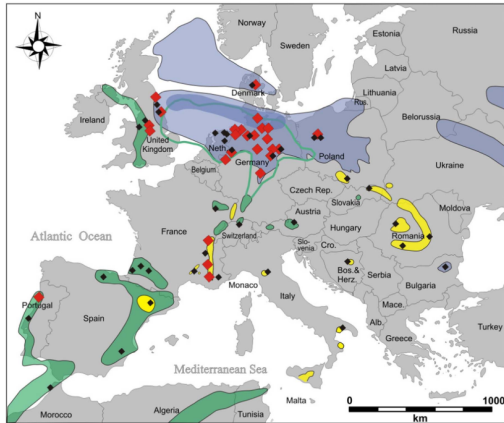 N
Norway
Sweden
Estonia
Russia
Latvia
Denmark
Lithuania
Rus.
Ireland
United
Kingdom
Belorussia
Neth.
Germany
Poland
Belgium
Ukraine
Czech Rep.
Slovakia
Moldova
Austria
France
Switzerland
Hungary
Romania
Atlantic Ocean
Slo-
venia
Cro.
Bos.&
Herz.
Serbia
Monaco
Italy
Bulgaria
Portugal
Spain
Mace.
Alb.
Greece
Turkey
Mediterranean Sea
Malta
Morocco
Algeria
Tunisia
0
1000
km